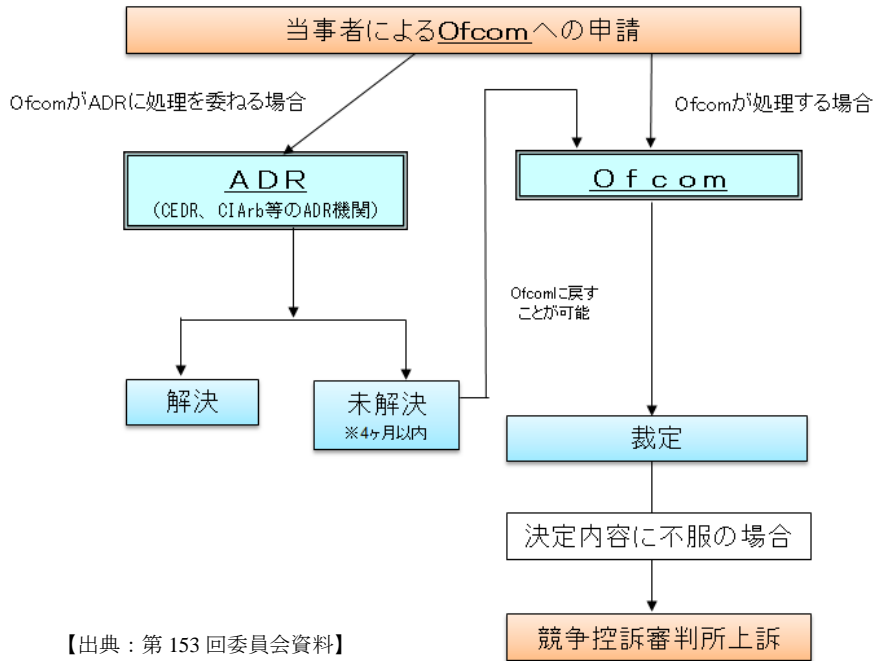 当事者によるOfcomへの申請
OfcomがADRに処理を委ねる場合
Ofcomが処理する場合
ADR
（CEDR、CIArb等のADR機関）
Ofcom
Ofcomに戻す
ことが可能
解決
未解決
※4ヶ月以内
裁定
決定内容に不服の場合
競争控訴審判所上訴
【出典：第 153 回委員会資料】